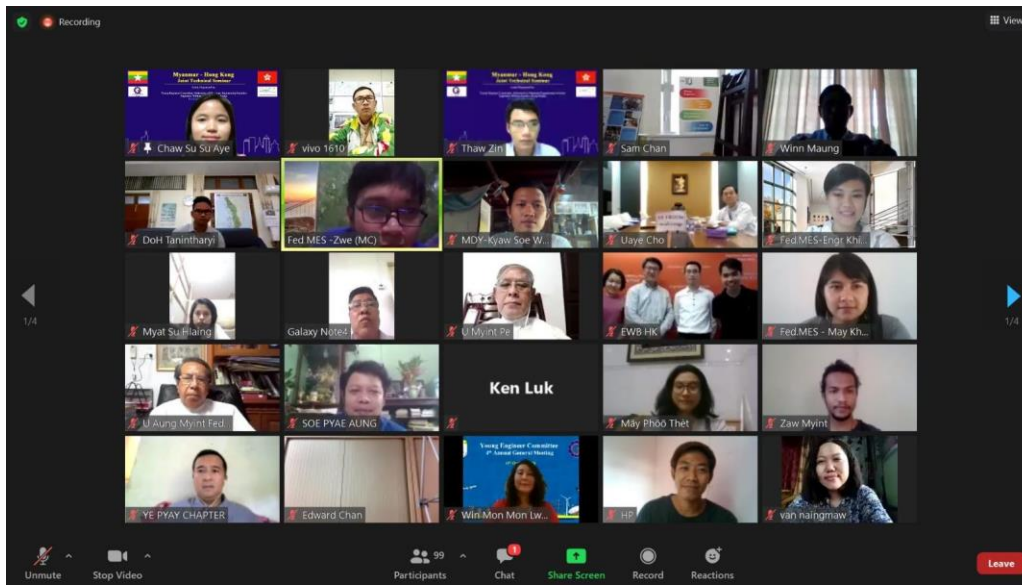 Recording
View
Myanmar - Hong Kong
Joint Technical Seminar
Chaw Su Su Aye
vivo 1610
Myanmar - Hong Kong
Joint Technical Seminar
Thaw Zin
Sam Chan
Winn Maung
DoH Tanintharyi
Fed.MES -Zwe (MC)
MDY-Kyaw Soe W...
Uaye Cho
Fed.MES-Engr Khi...
Myat Su Hlaing
Galaxy Note4
U Myint Pe
EWB HK
Fed.MES - May Kh...
1/4
1/4
U Aung Myint Fed...
SOE PYAE AUNG
Ken Luk
May Phoo Thet
Zaw Myint
YE PYAY CHAPTER
Edward Chan
Young Engineer Committee
Annual General Meeting
Win Mon Mon Lw...
HP
van naingmaw
99
1
Unmute
Stop Video
Participants
Chat
Share Screen
Record
Reactions
Leave